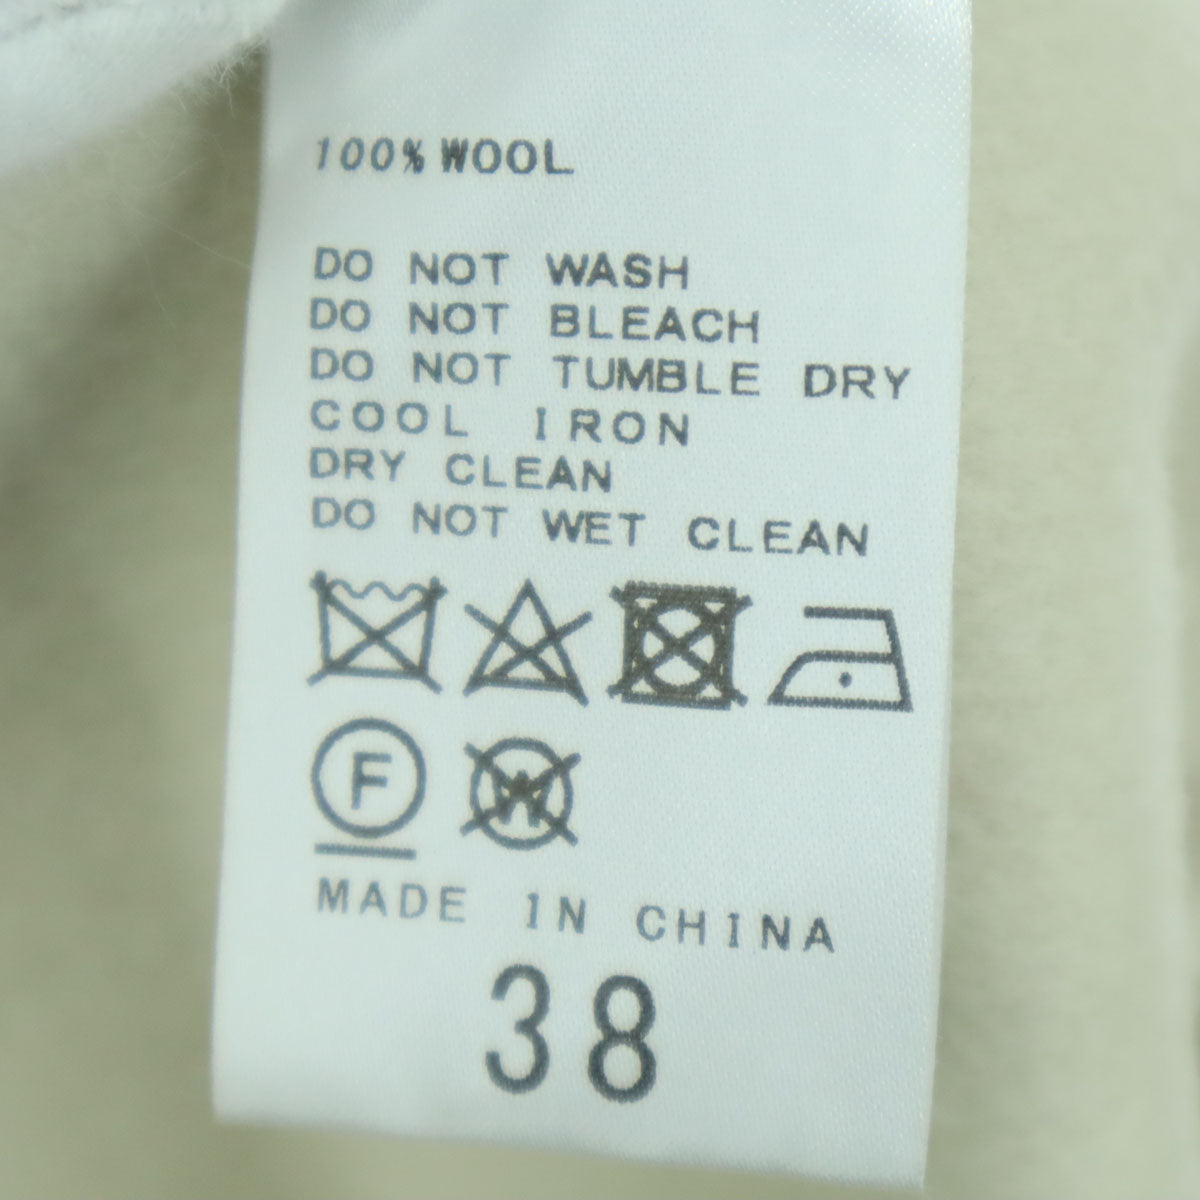 100% WOOL
DO NOT WASH
DO NOT BLEACH
DO NOT TUMBLE DRY
COOL IRON
DRY CLEAN
DO NOT WET CLEAN
F W
MADE IN CHINA
38